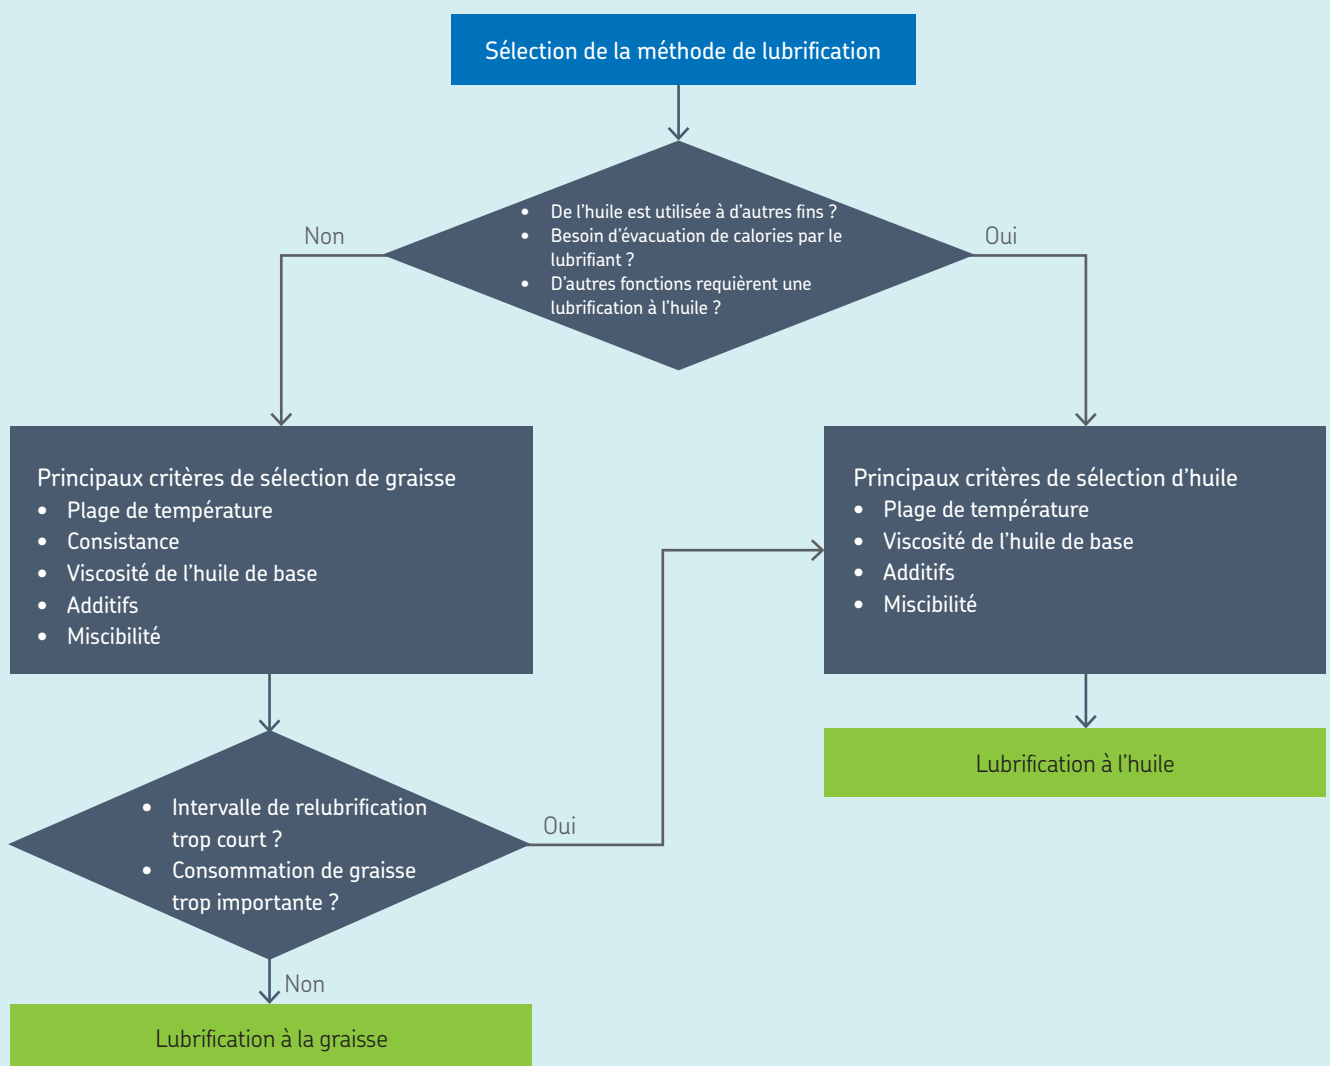 Sélection de la méthode de lubrification
• De l'huile est utilisée à d'autres fins ?
• Besoin d'évacuation de calories par le
lubrifiant ?
• D'autres fonctions requièrent une
lubrification à l'huile ?
Non
Oui
Principaux critères de sélection de graisse
• Plage de température
• Consistance
• Viscosité de l'huile de base
• Additifs
• Miscibilité
Principaux critères de sélection d'huile
• Plage de température
• Viscosité de l'huile de base
• Additifs
• Miscibilité
Lubrification à l'huile
• Intervalle de relubrification
trop court ?
• Consommation de graisse
trop importante ?
Oui
Non
Lubrification à la graisse